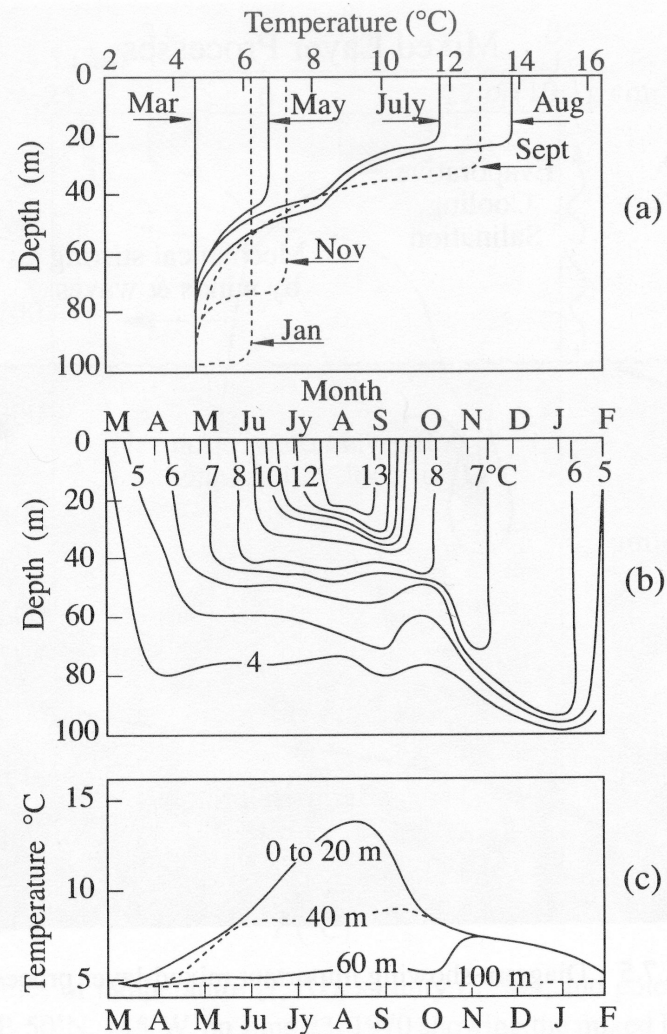 Temperature (°C)
2 4 6 8 10 12 14 16
0
20
40
60
80
100
Depth (m)
Mar May July Aug
Sept
Nov
Jan
(a)
Month
M A M Ju Jy A S O N D J F
0
20
40
60
80
100
Depth (m)
5 6 7 8 10 12 13 8 7°C 6 5
4
(b)
15
10
5
Temperature °C
0 to 20 m
40 m
60 m
100 m
(c)
M A M Ju Jy A S O N D J F